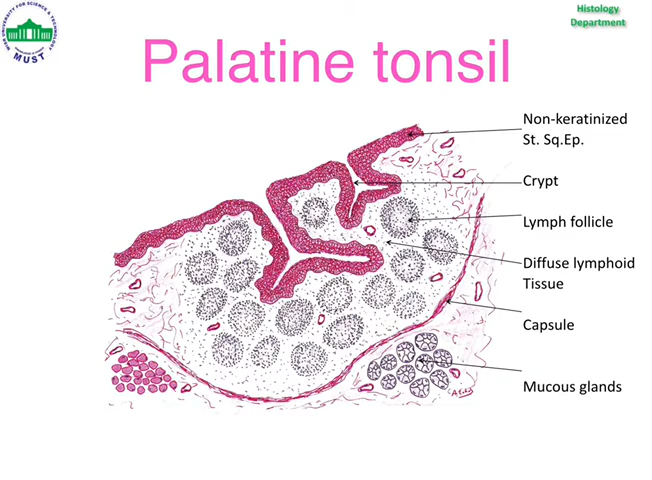 Histology
Department
MUST
Palatine tonsil
Non-keratinized
St. Sq.Ep.
Crypt
Lymph follicle
Diffuse lymphoid
Tissue
Capsule
Mucous glands